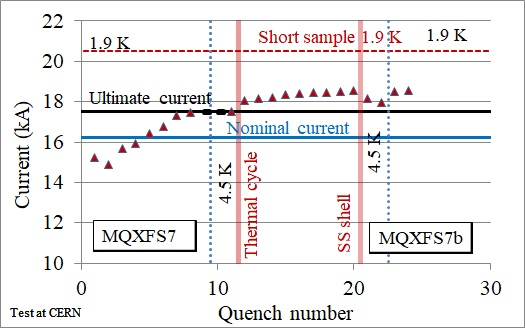 22
20
18
16
14
12
10
Current (kA)
1.9 K
Short sample 1.9 K
1.9 K
Ultimate current
Nominal current
4.5 K
Thermal cycle
SS shell
4.5 K
MQXFS7
MQXFS7b
0
10
20
30
Quench number
Test at CERN